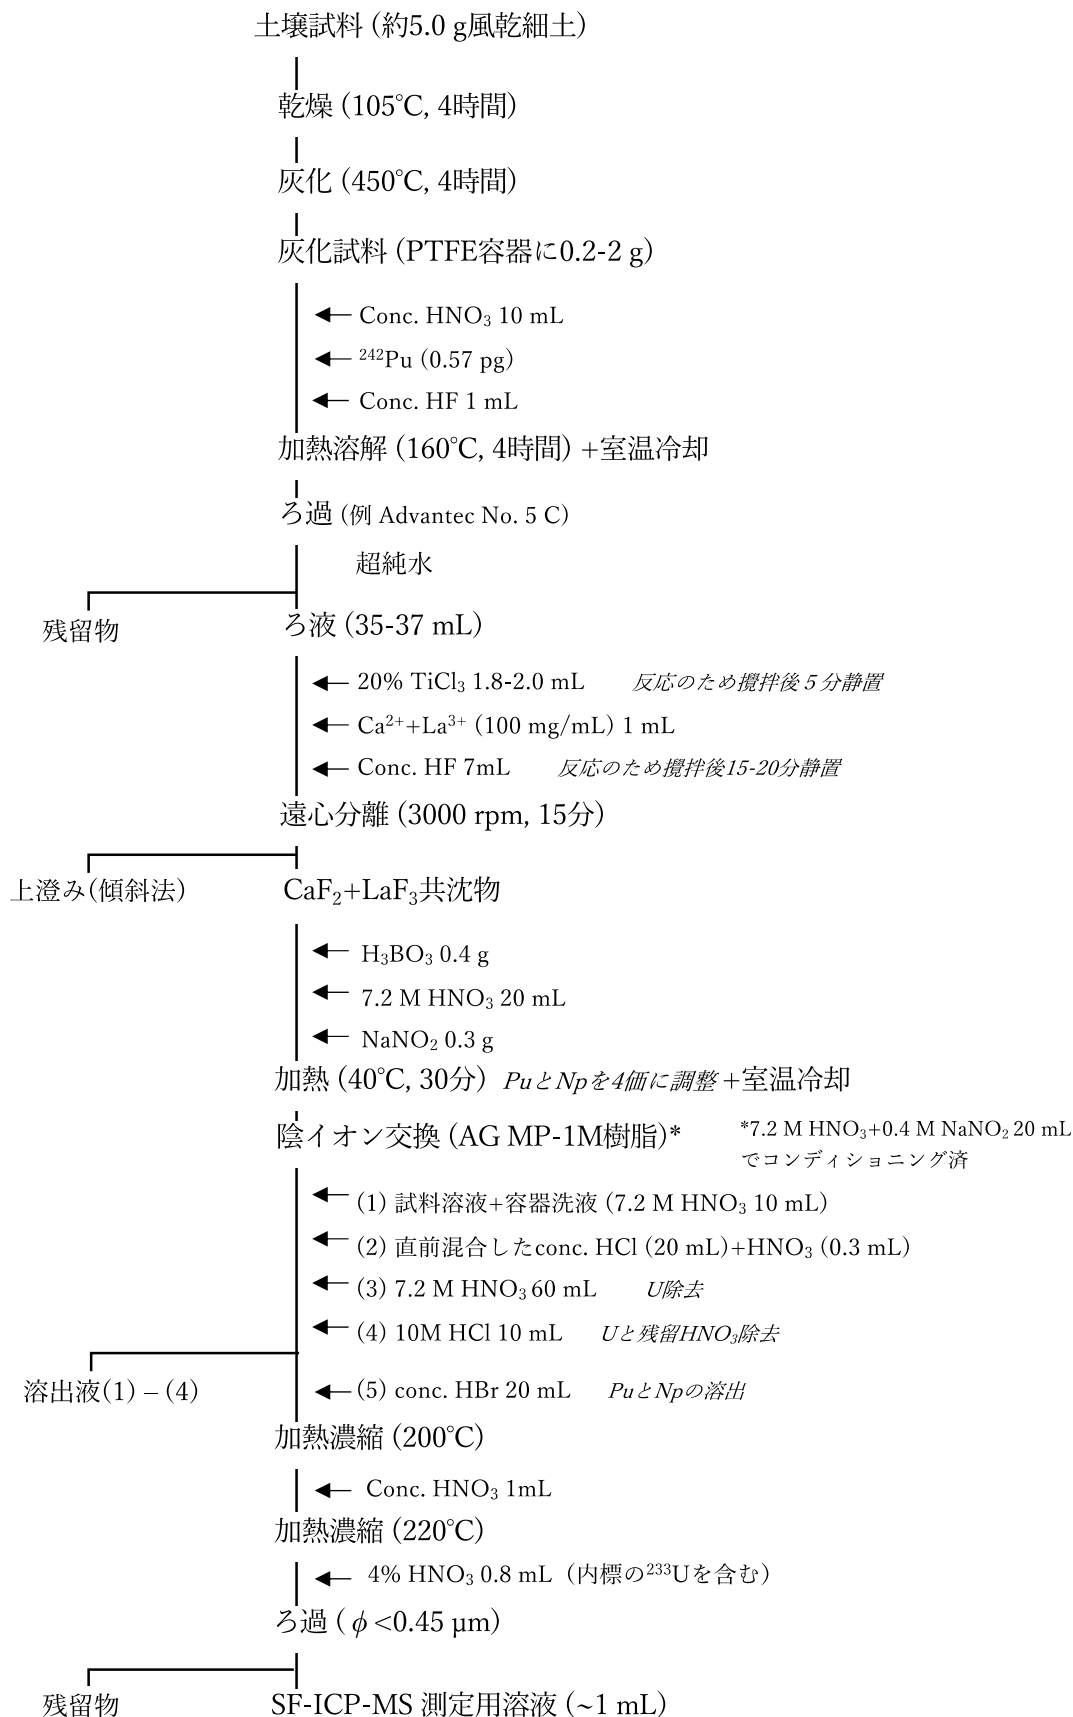 土壌試料 (約5.0 g風乾細土)
乾燥 (105℃, 4時間)
灰化 (450℃, 4時間)
灰化試料 (PTFE容器に0.2-2 g)
Conc. HNO₃ 10 mL
²⁴²Pu (0.57 pg)
Conc. HF 1 mL
加熱溶解 (160℃, 4時間) +室温冷却
ろ過 (例 Advantec No. 5 C)
超純水
残留物
ろ液 (35-37 mL)
20% TiCl₃ 1.8-2.0 mL 反応のため攪拌後５分静置
Ca²⁺+La³⁺ (100 mg/mL) 1 mL
Conc. HF 7mL 反応のため攪拌後15-20分静置
遠心分離 (3000 rpm, 15分)
上澄み(傾斜法)
CaF₂+LaF₃共沈物
H₃BO₃ 0.4 g
7.2 M HNO₃ 20 mL
NaNO₂ 0.3 g
加熱 (40℃, 30分) PuとNpを4価に調整 +室温冷却
陰イオン交換 (AG MP-1M樹脂)*
*7.2 M HNO₃+0.4 M NaNO₂ 20 mL
でコンディショニング済
(1) 試料溶液+容器洗液 (7.2 M HNO₃ 10 mL)
(2) 直前混合したconc. HCl (20 mL)+HNO₃ (0.3 mL)
(3) 7.2 M HNO₃ 60 mL U除去
(4) 10M HCl 10 mL Uと残留HNO₃除去
溶出液(1) – (4)
(5) conc. HBr 20 mL PuとNpの溶出
加熱濃縮 (200℃)
Conc. HNO₃ 1mL
加熱濃縮 (220℃)
4% HNO₃ 0.8 mL（内標の²³³Uを含む）
ろ過 ( ϕ <0.45 µm)
残留物
SF-ICP-MS 測定用溶液 (~1 mL)